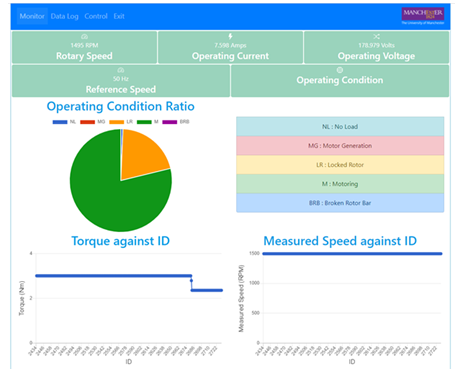 Monitor Data Log Control Exit
MANCHESTER
1824
The University of Manchester
1495 RPM
Rotary Speed
7.598 Amps
Operating Current
178.979 Volts
Operating Voltage
50 Hz
Reference Speed
Operating Condition
Operating Condition Ratio
NL MG LR M BRB
NL : No Load
MG : Motor Generation
LR : Locked Rotor
M : Motoring
BRB : Broken Rotor Bar
Torque against ID
4
2
0
Torque (Nm)
ID
Measured Speed against ID
1500
1000
500
0
Measured Speed (RPM)
ID